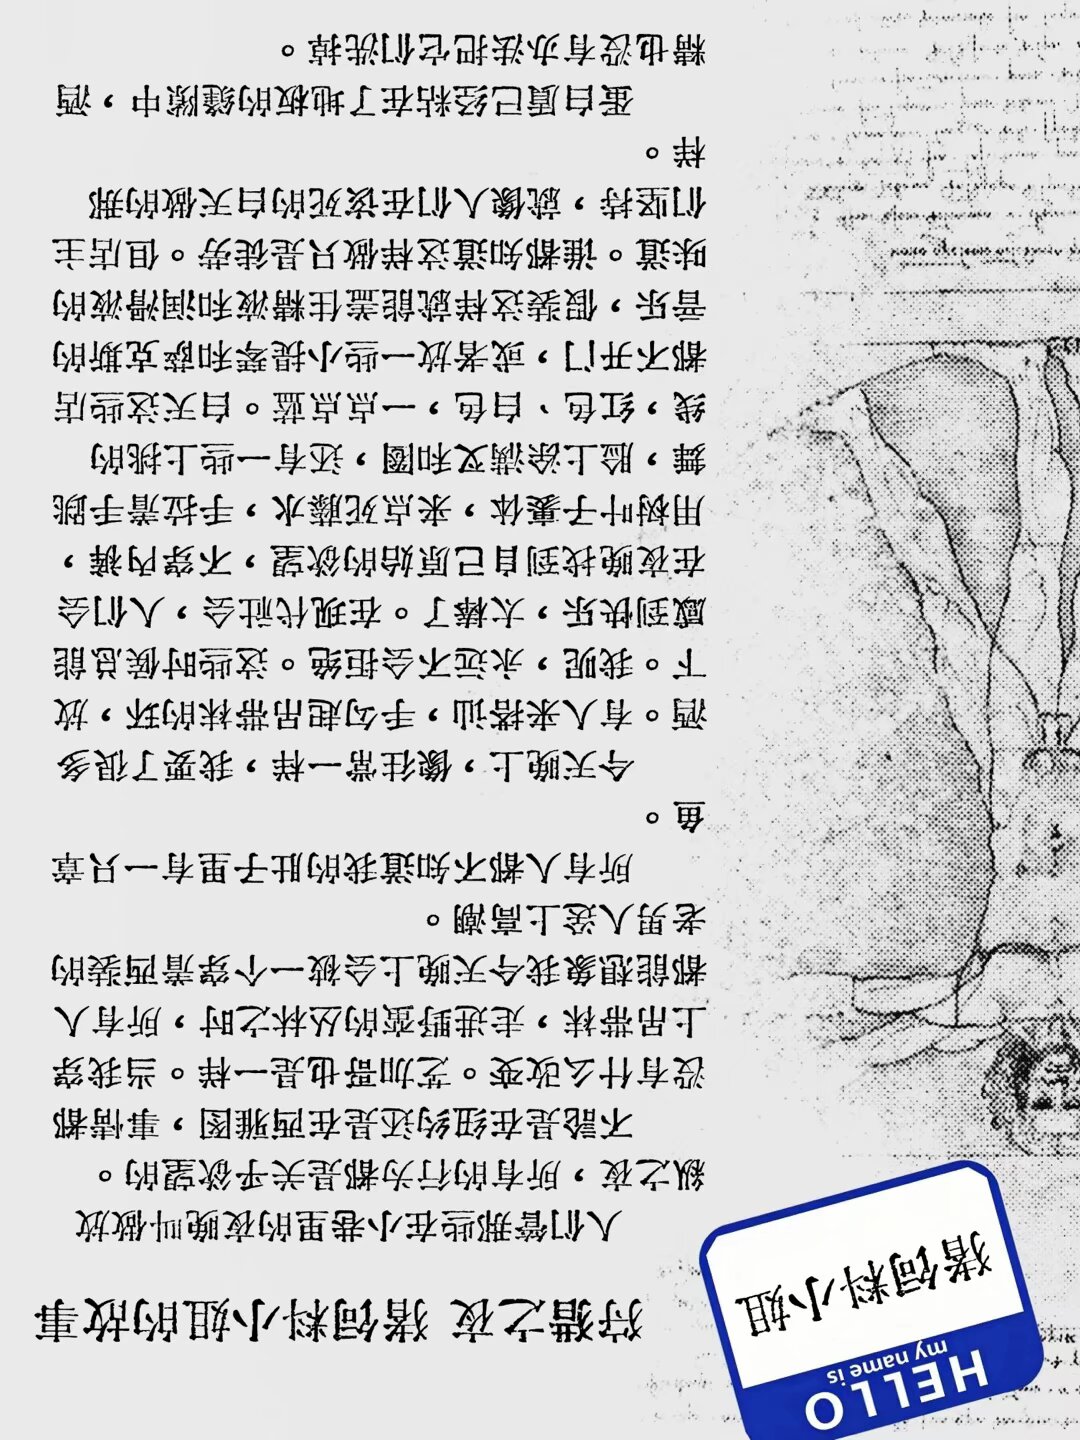 HELLO
my name is
猪饲料小姐
狩猎之夜 猪饲料小姐的故事
人们管那些在小巷里的夜晚叫做放
纵之夜，所有的行为都是关乎欲望的。
不論是在纽约还是在西雅图，事情都
没有什么改变。芝加哥也是一样。当我穿
上吊带袜，走进野蛮的丛林之时，所有人
都能想象我今天晚上会被一个穿着西装的
老男人送上高潮。
所有人都不知道我的肚子里有一只章
鱼。
今天晚上，像往常一样，我要了很多
酒。有人来搭讪，手勾起吊带袜的环，放
下。我呢，永远不会拒绝。这些时候总能
感到快乐，太棒了。在现代社会，人们会
在夜晚找到自己原始的欲望，不穿内裤，
用树叶子裹体，来点死藤水，手拉着手跳
舞，脸上涂满叉和圈，还有一些上挑的
线，红色、白色，一点点蓝。白天这些店
都不开门，或者放一些小提琴和萨克斯的
音乐，假装这样就能盖住精液和润滑液的
味道。谁都知道这样做只是徒劳。但店主
们坚持，就像人们在该死的白天做的那
样。
蛋白质已经粘在了地板的缝隙中，酒
精也没有办法把它们洗掉。